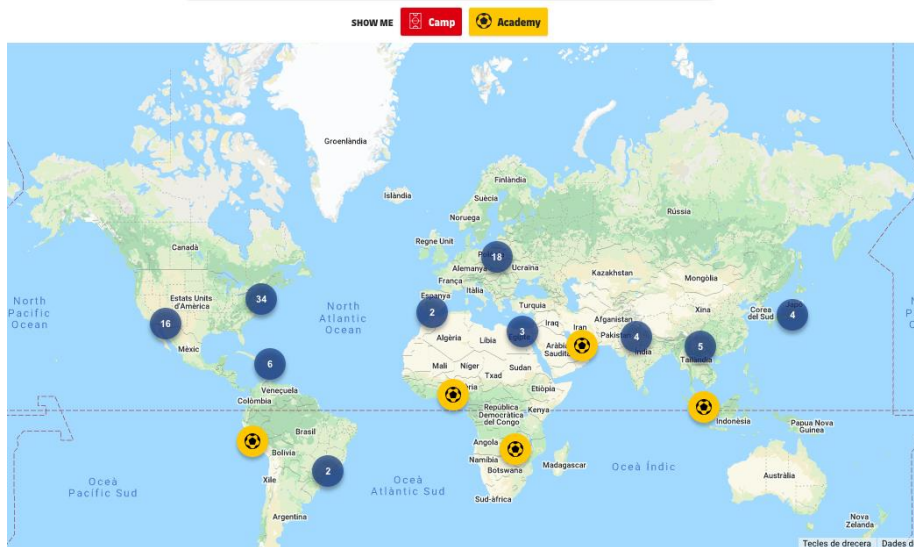 SHOW ME Camp Academy
Groenlàndia
Islàndia
Finlàndia
Suècia
Noruega
Rússia
Canadà
Regne Unit
18
Alemanya
Ucraïna
França
Kazakhstan
Mongòlia
Itàlia
North
Pacific
Ocean
Estats Units
d'Amèrica
34
North
Atlantic
Ocean
Espanya
2
Turquia
Xina
Corea
del Sud
Japó
4
16
3
Iraq
Iran
Afganistan
Pakistan
4
Índia
5
Tailàndia
Mèxic
Algèria
Líbia
Egipte
Aràbia
Saudita
6
Mali
Níger
Txad
Sudan
Veneçuela
Colòmbia
Etiòpia
República
Democràtica
del Congo
Kenya
Indonèsia
Papua Nova
Guinea
Brasil
Bolívia
2
Angola
Namíbia
Botswana
Madagascar
Oceà Índic
Oceà
Pacífic Sud
Xile
Oceà
Atlàntic Sud
Sud-àfrica
Austràlia
Argentina
Nova
Zelanda
Tecles de drecera Dades d